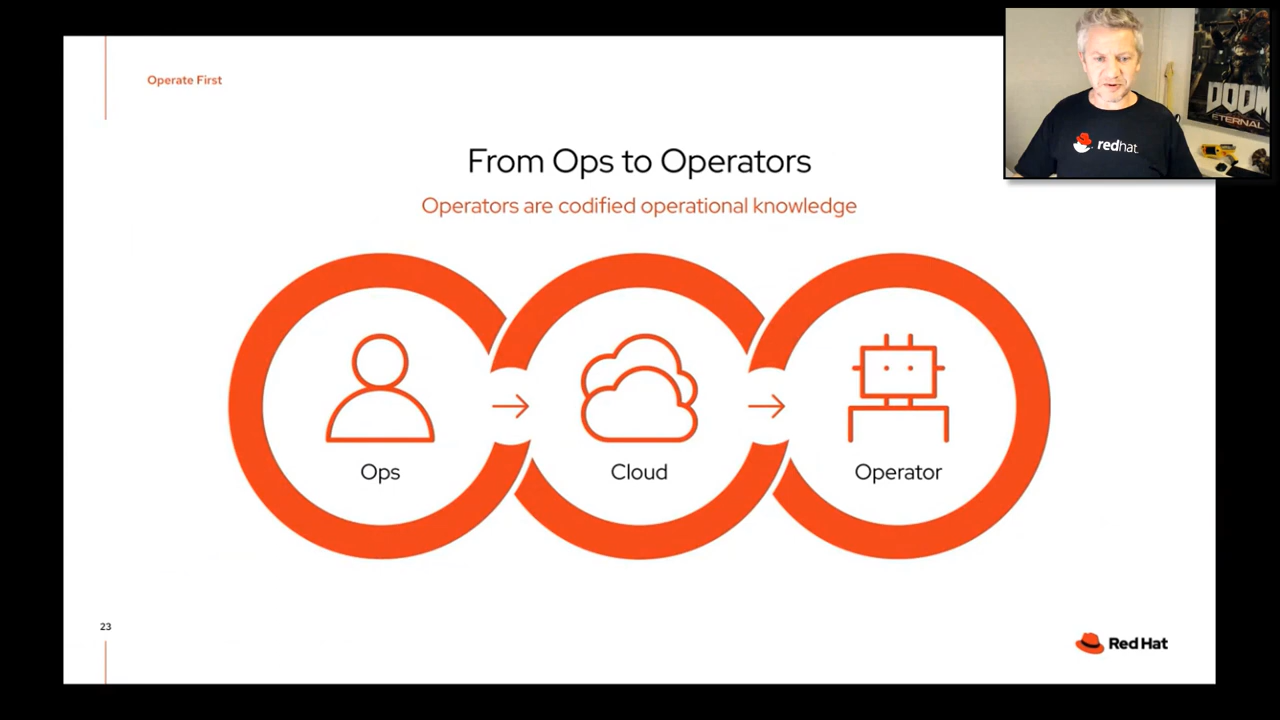 Operate First
DOOM
ETERNAL
redhat.
From Ops to Operators
Operators are codified operational knowledge
Ops
Cloud
Operator
23
Red Hat